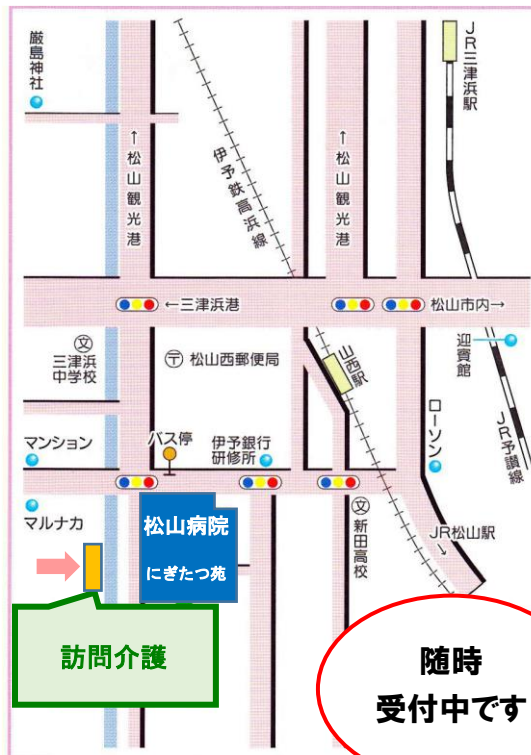 厳島神社
↑松山観光港
伊予鉄高浜線
↑松山観光港
JR三津浜駅
←三津浜港
松山市内→
文
三津浜
中学校
〒 松山西郵便局
山西駅
迎賓館
JR予讃線
マンション
バス停
伊予銀行
研修所
ローソン
マルナカ
松山病院
にぎたつ苑
文
新田高校
JR松山駅
↓
訪問介護
随時
受付中です